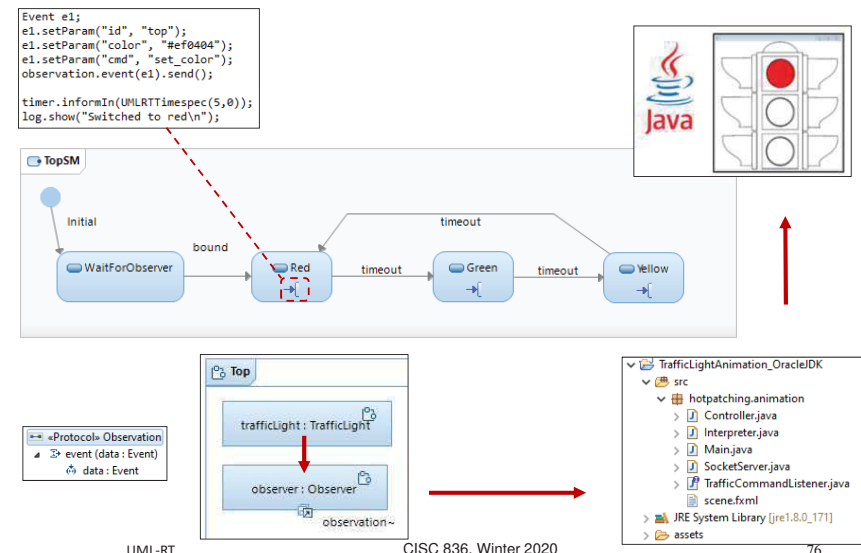 Event e1;
e1.setParam("id", "top");
e1.setParam("color", "#ef0404");
e1.setParam("cmd", "set_color");
observation.event(e1).send();
timer.informIn(UMLRTTimespec(5,0));
log.show("Switched to red\n");
Java
TopSM
Initial
timeout
bound
WaitForObserver
Red
timeout
Green
timeout
Yellow
Top
trafficLight : TrafficLight
observer : Observer
observation~
«Protocol» Observation
event (data : Event)
data : Event
TrafficLightAnimation_OracleJDK
src
hotpatching.animation
Controller.java
Interpreter.java
Main.java
SocketServer.java
TrafficCommandListener.java
scene.fxml
JRE System Library [jre1.8.0_171]
assets
UML-RT
CISC 836, Winter 2020
76